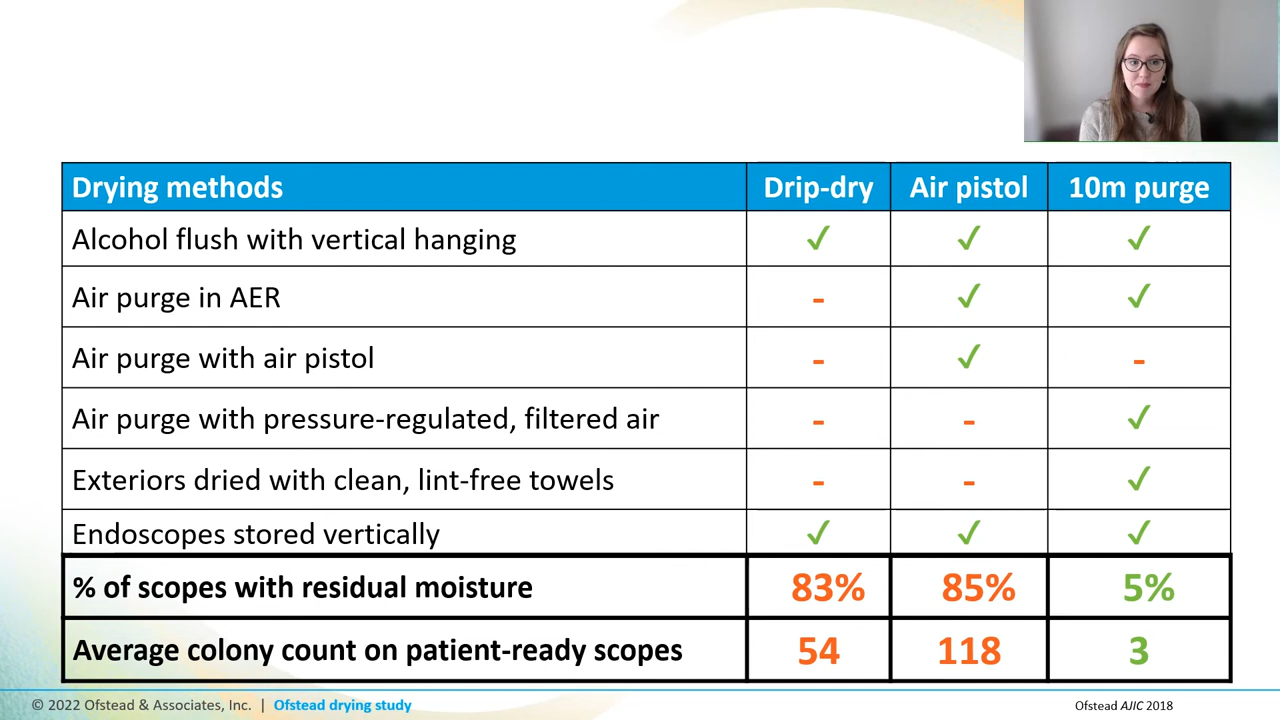 Drying methods Drip-dry Air pistol 10m purge
Alcohol flush with vertical hanging ✓ ✓ ✓
Air purge in AER - ✓ ✓
Air purge with air pistol - ✓ -
Air purge with pressure-regulated, filtered air - - ✓
Exteriors dried with clean, lint-free towels - - ✓
Endoscopes stored vertically ✓ ✓ ✓
% of scopes with residual moisture 83% 85% 5%
Average colony count on patient-ready scopes 54 118 3
© 2022 Ofstead & Associates, Inc. | Ofstead drying study Ofstead AJIC 2018